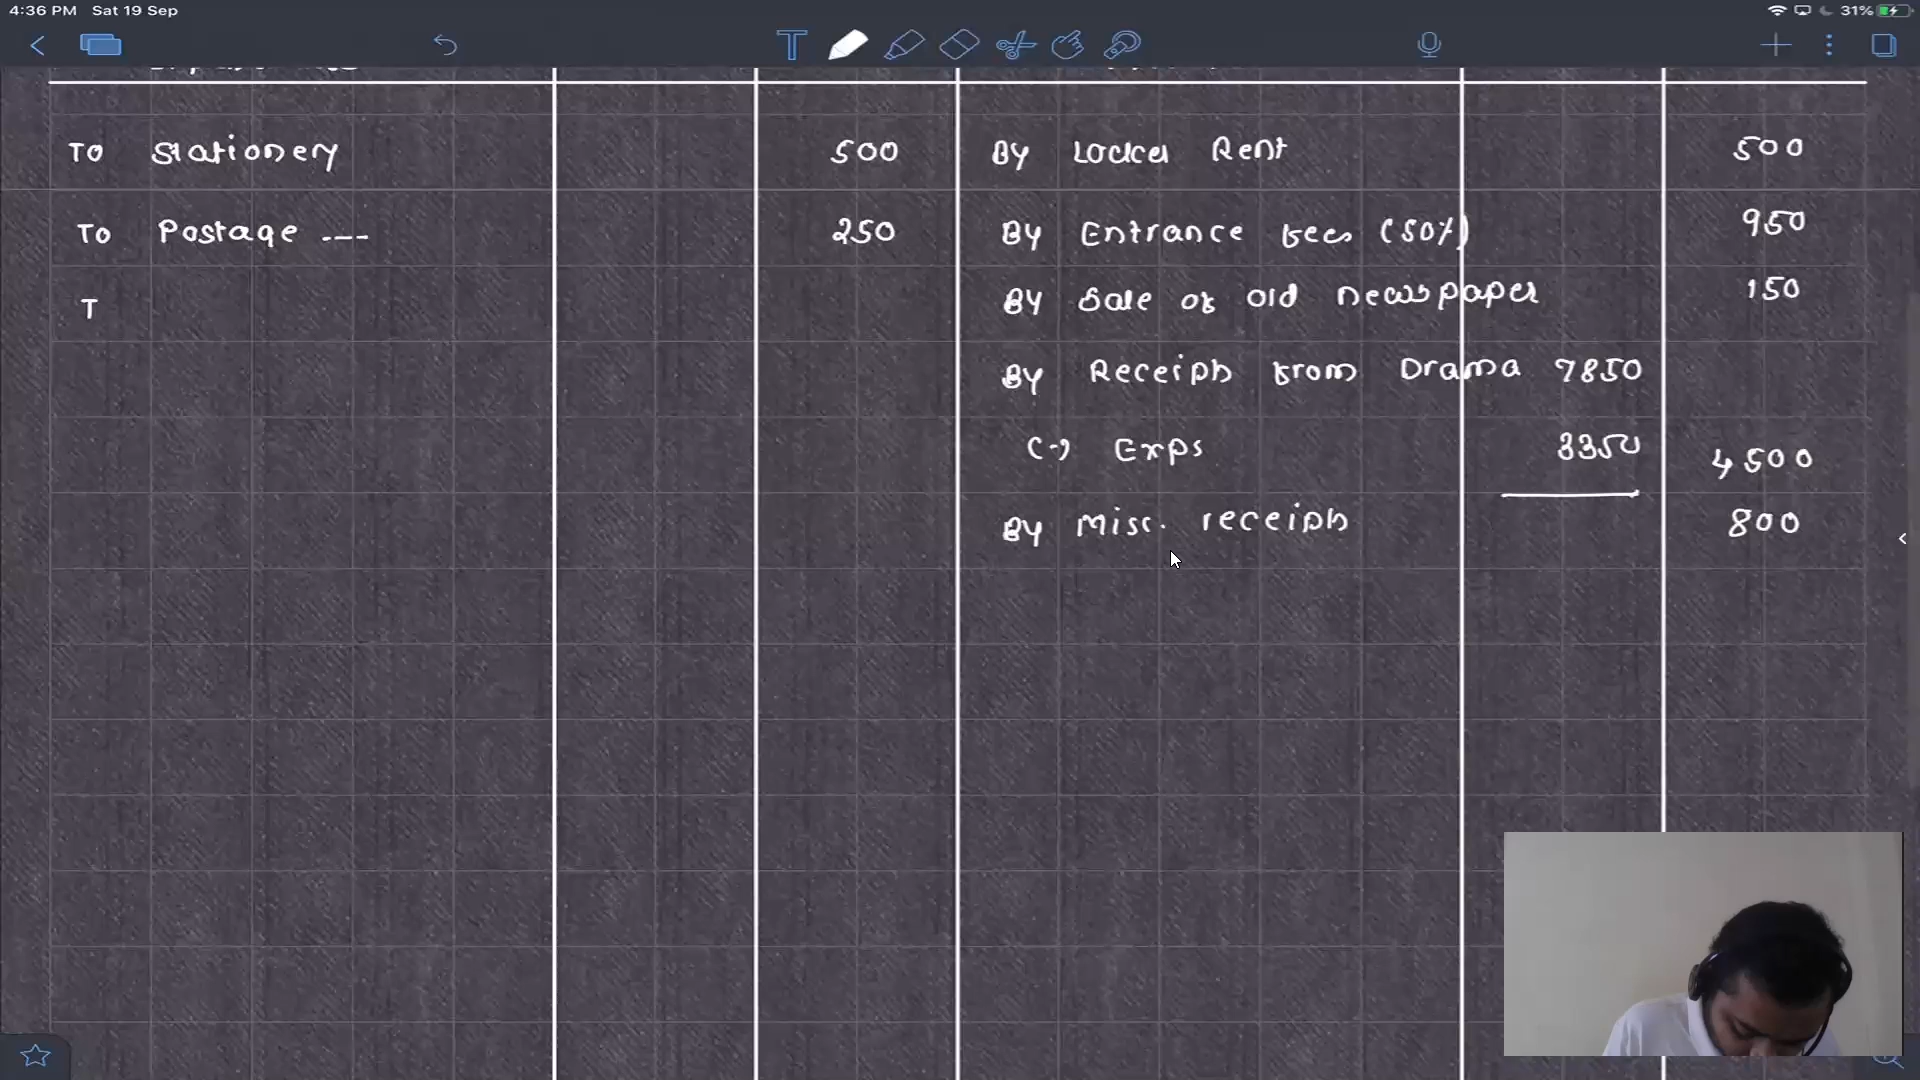 4:36 PM Sat 19 Sep
31%
TO Stationery 500
By Locker Rent 500
To Postage --- 250
By Entrance fees (50%) 950
T
By Sale of old newspaper 150
By Receipts from Drama 7850
(-) Exps 3350 4500
By Misc. receipts 800